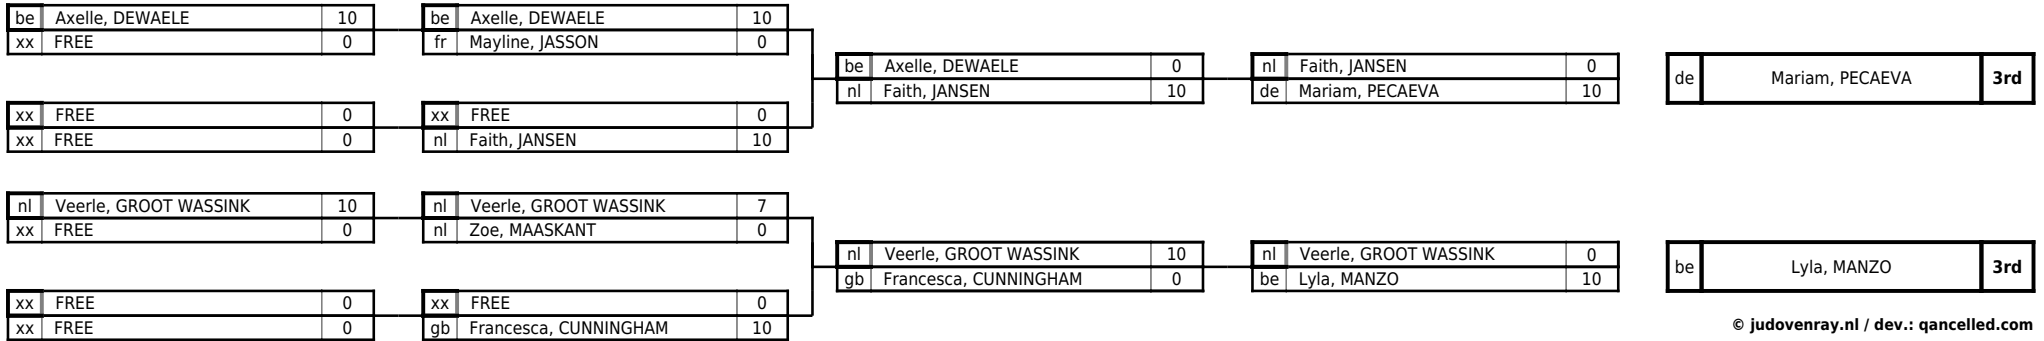 be Axelle, DEWAELE 10
xx FREE 0
be Axelle, DEWAELE 10
fr Mayline, JASSON 0
be Axelle, DEWAELE 0
nl Faith, JANSEN 10
nl Faith, JANSEN 0
de Mariam, PECAEVA 10
de Mariam, PECAEVA 3rd
xx FREE 0
xx FREE 0
xx FREE 0
nl Faith, JANSEN 10
nl Veerle, GROOT WASSINK 10
xx FREE 0
nl Veerle, GROOT WASSINK 7
nl Zoe, MAASKANT 0
nl Veerle, GROOT WASSINK 10
gb Francesca, CUNNINGHAM 0
nl Veerle, GROOT WASSINK 0
be Lyla, MANZO 10
be Lyla, MANZO 3rd
xx FREE 0
xx FREE 0
xx FREE 0
gb Francesca, CUNNINGHAM 10
© judovenray.nl / dev.: qancelled.com